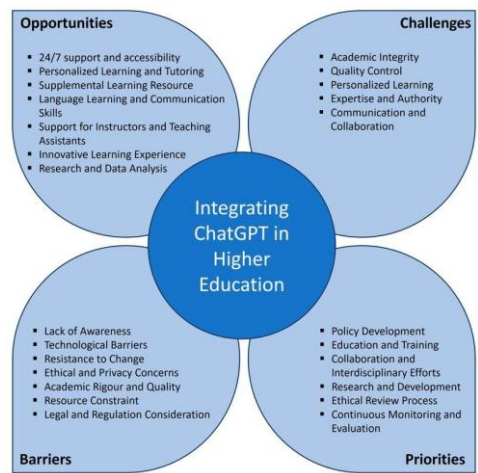 Opportunities
▪ 24/7 support and accessibility
▪ Personalized Learning and Tutoring
▪ Supplemental Learning Resource
▪ Language Learning and Communication
Skills
▪ Support for Instructors and Teaching
Assistants
▪ Innovative Learning Experience
▪ Research and Data Analysis
Challenges
▪ Academic Integrity
▪ Quality Control
▪ Personalized Learning
▪ Expertise and Authority
▪ Communication and
Collaboration
Integrating
ChatGPT in
Higher
Education
▪ Lack of Awareness
▪ Technological Barriers
▪ Resistance to Change
▪ Ethical and Privacy Concerns
▪ Academic Rigour and Quality
▪ Resource Constraint
▪ Legal and Regulation Consideration
Barriers
▪ Policy Development
▪ Education and Training
▪ Collaboration and
Interdisciplinary Efforts
▪ Research and Development
▪ Ethical Review Process
▪ Continuous Monitoring and
Evaluation
Priorities